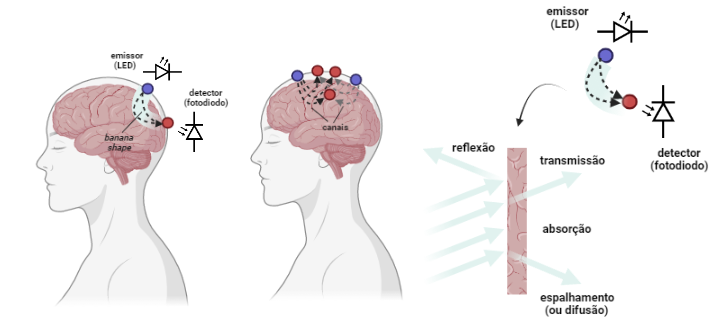 emissor
(LED)
detector
(fotodiodo)
banana
shape
canais
emissor
(LED)
detector
(fotodiodo)
reflexão
transmissão
absorção
espalhamento
(ou difusão)